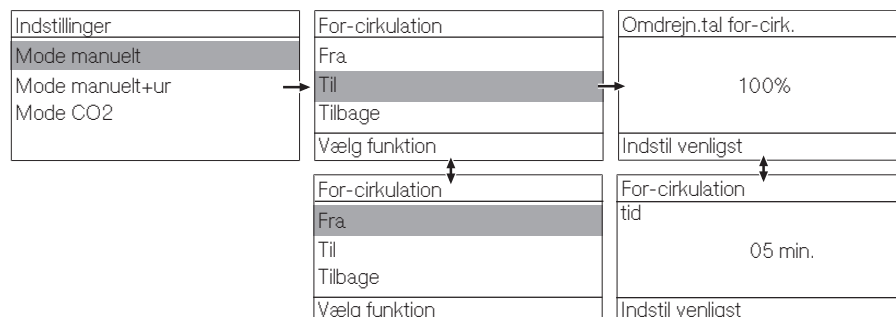 Indstillinger
Mode manuelt
Mode manuelt+ur
Mode CO2
For-cirkulation
Fra
Til
Tilbage
Vælg funktion
Omdrejn.tal for-cirk.
100%
Indstil venligst
For-cirkulation
Fra
Til
Tilbage
Vælg funktion
For-cirkulation
tid
05 min.
Indstil venligst